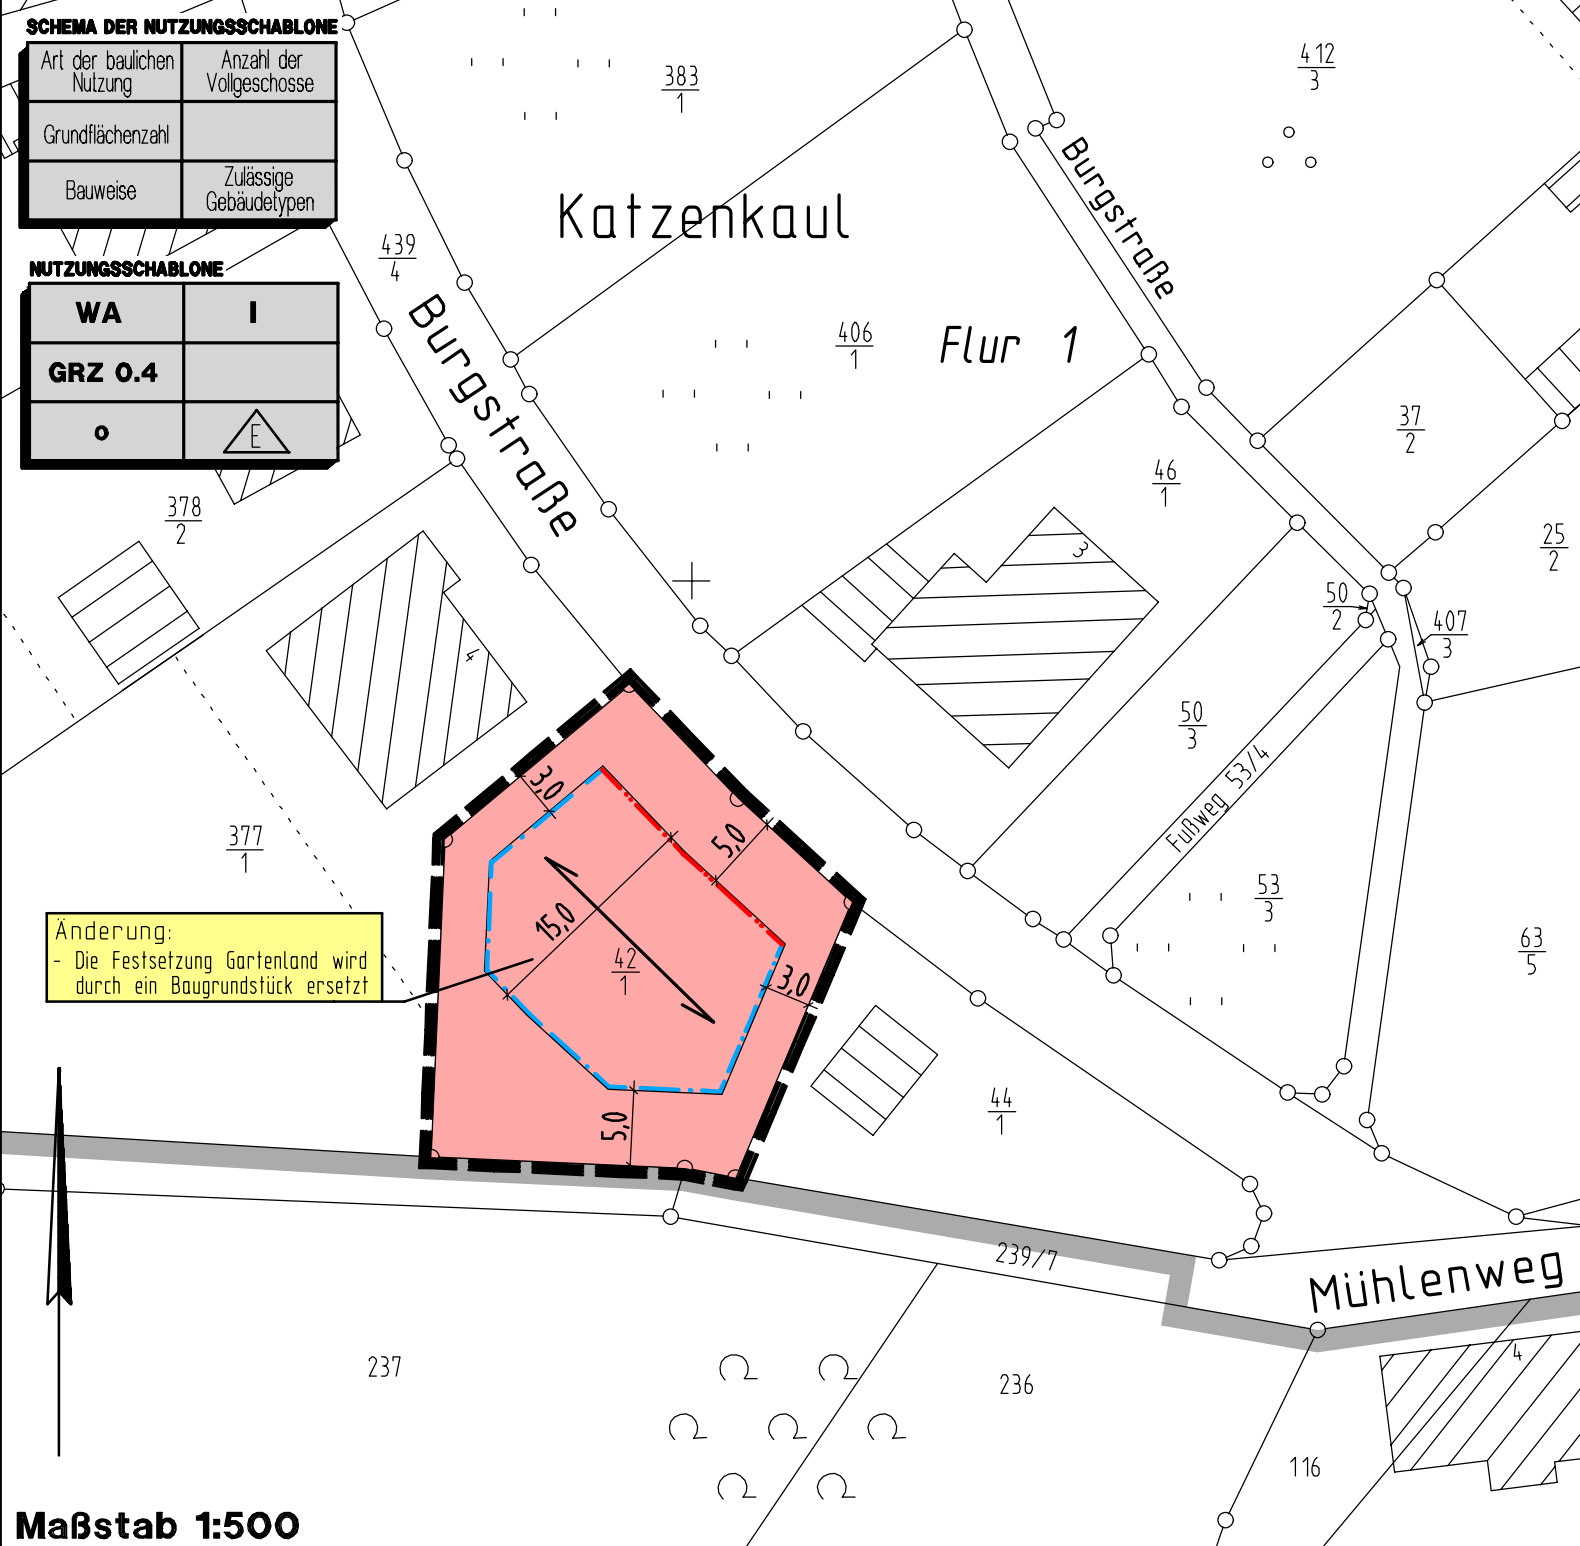 SCHEMA DER NUTZUNGSSCHABLONE
Art der baulichen
Nutzung
Anzahl der
Vollgeschosse
Grundflächenzahl
Bauweise
Zulässige
Gebäudetypen
NUTZUNGSSCHABLONE
WA
I
GRZ 0.4
o
E
383
1
412
3
Katzenkaul
439
4
Burgstraße
Burgstraße
406
1
Flur 1
37
2
46
1
378
2
25
2
3
50
2
407
3
4
50
3
Fußweg 53/4
377
1
3,0
5,0
15,0
42
1
3,0
5,0
53
3
63
5
Änderung:
- Die Festsetzung Gartenland wird
durch ein Baugrundstück ersetzt
44
1
239/7
Mühlenweg
4
237
236
116
Maßstab 1:500